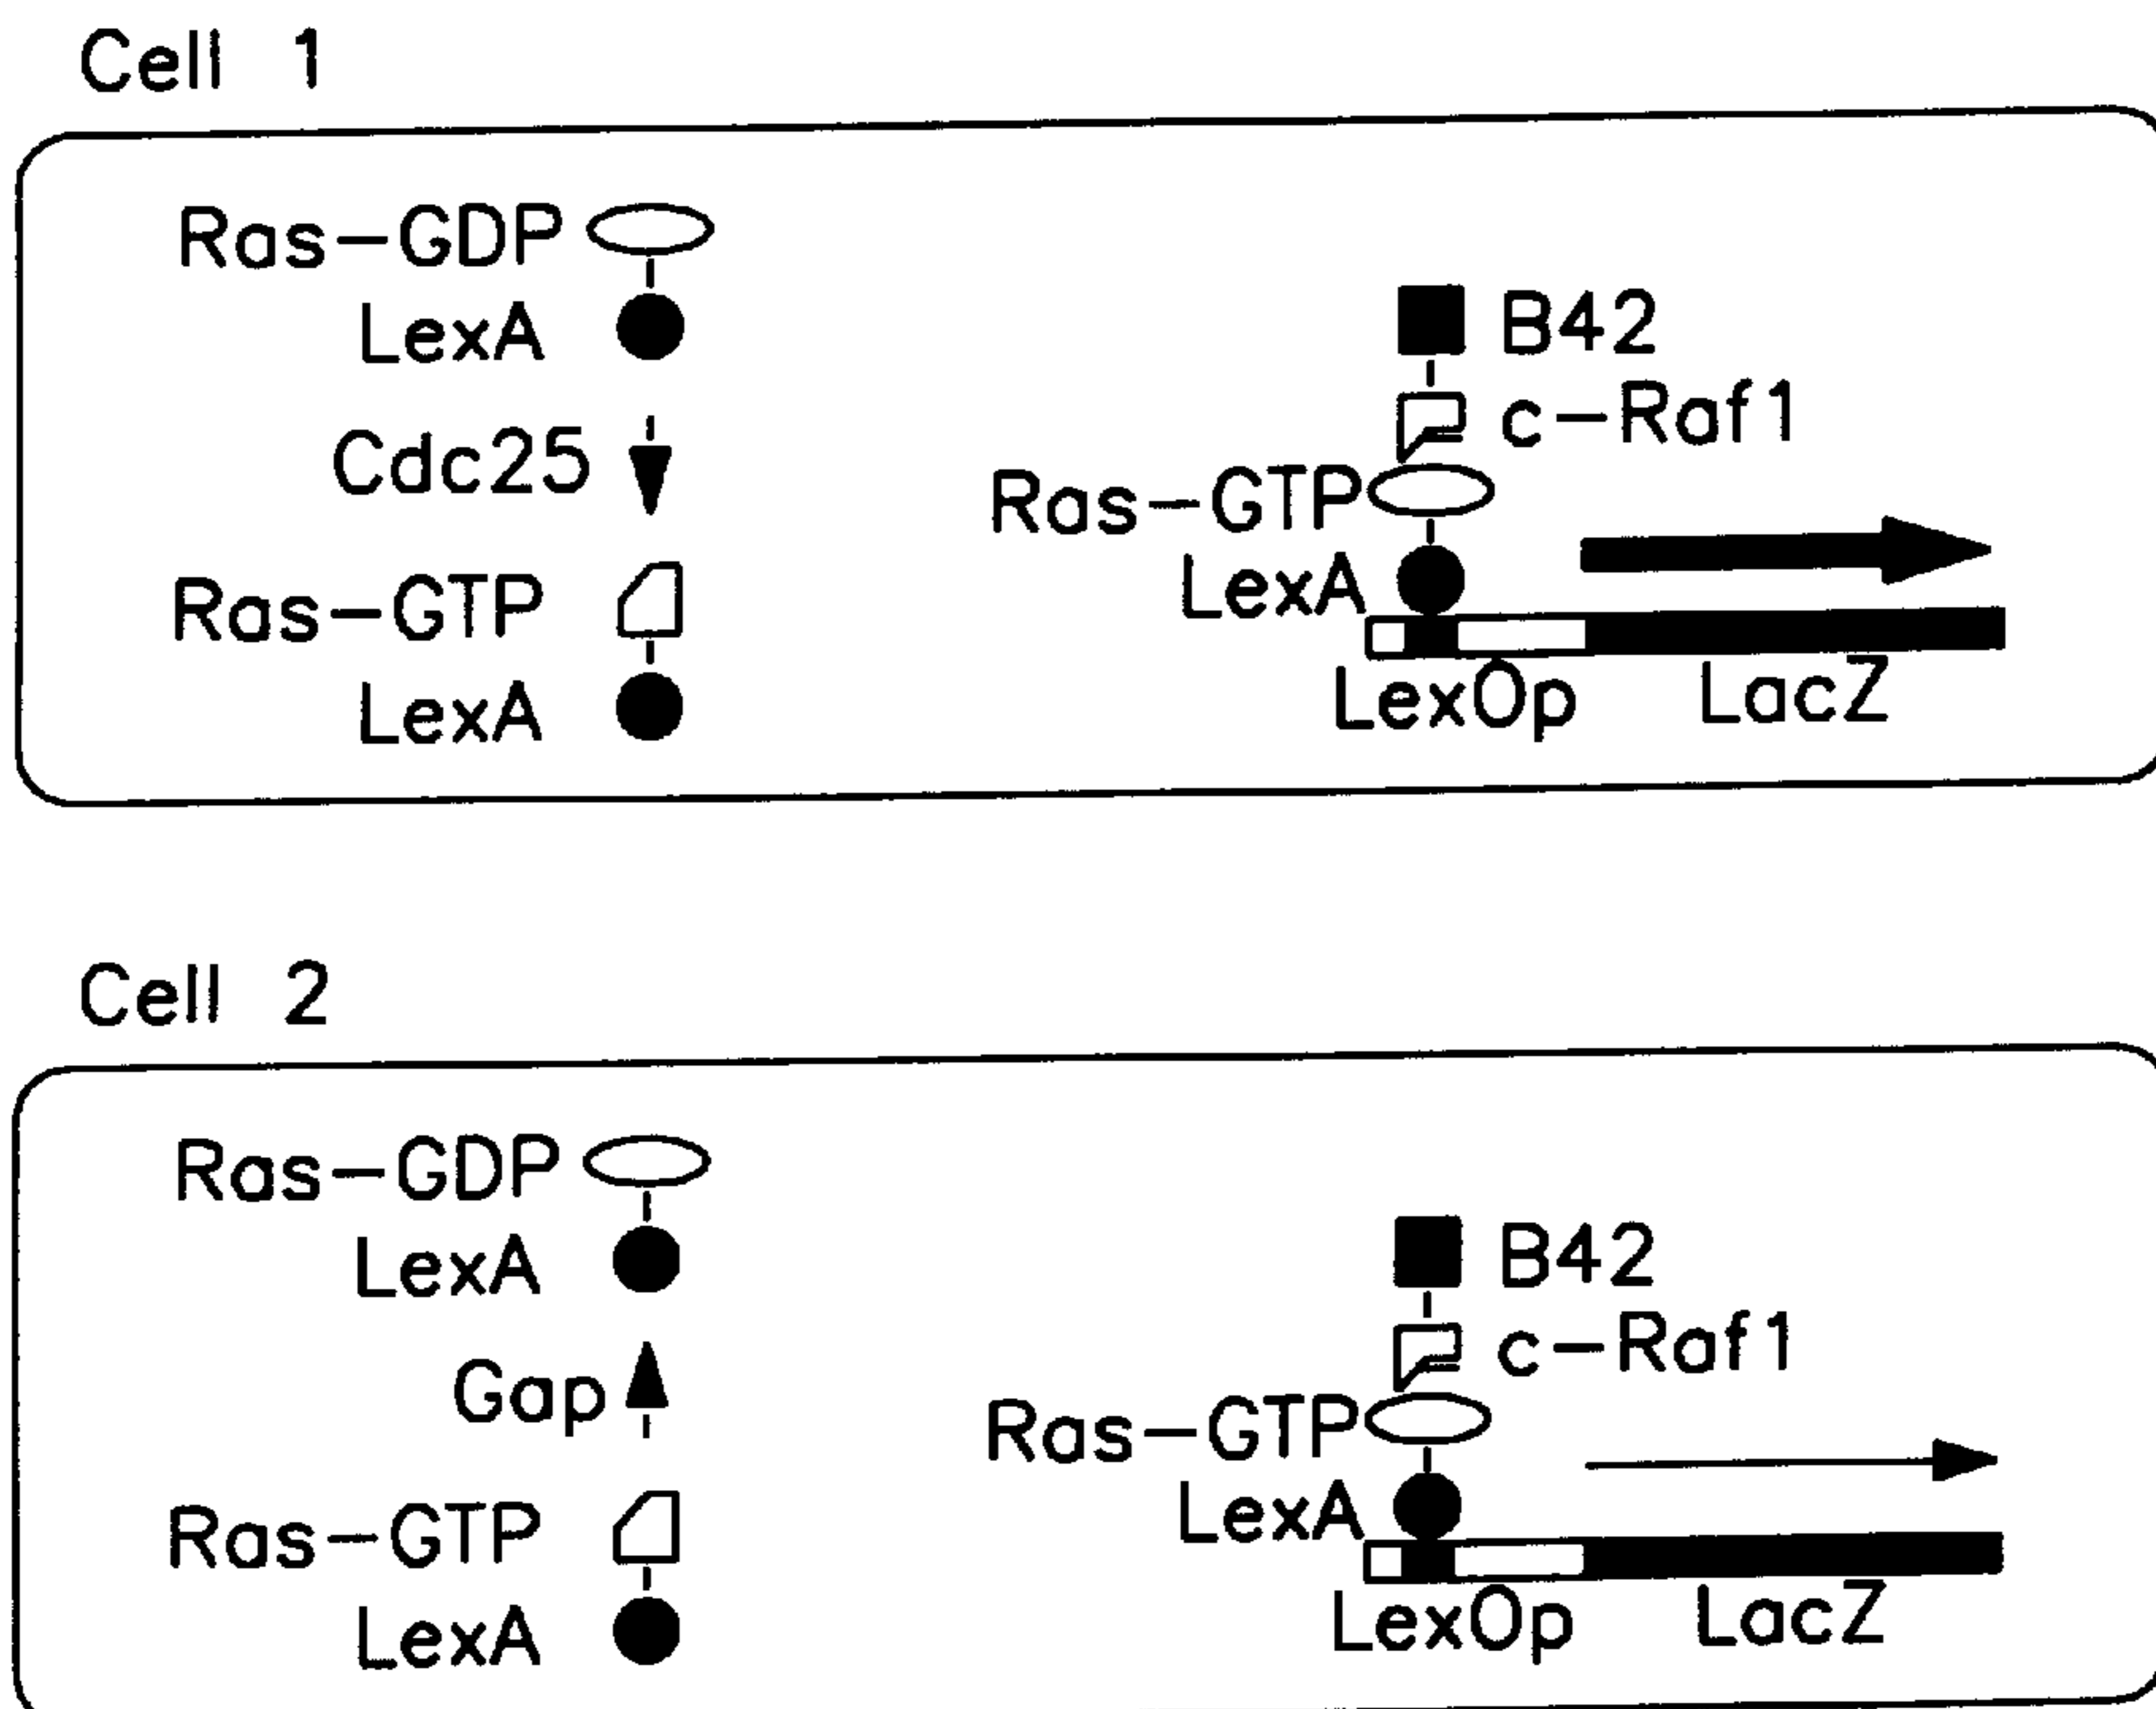 Cell 1
Ras-GDP
LexA
Cdc25
Ras-GTP
LexA
B42
c-Raf1
Ras-GTP
LexA
LexOp
LacZ
Cell 2
Ras-GDP
LexA
Gap
Ras-GTP
LexA
B42
c-Raf1
Ras-GTP
LexA
LexOp
LacZ